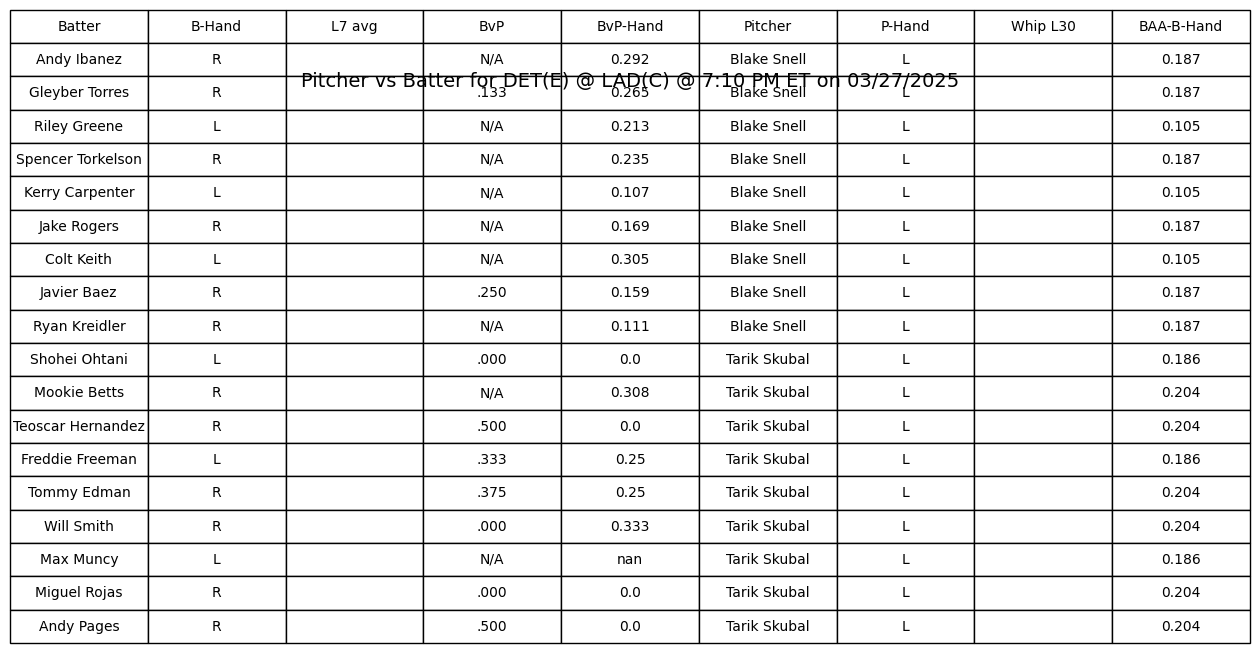 Batter B-Hand L7 avg BvP BvP-Hand Pitcher P-Hand Whip L30 BAA-B-Hand
Andy Ibanez R N/A 0.292 Blake Snell L 0.187
Pitcher vs Batter for DET(E) @ LAD(C) @ 7:10 PM ET on 03/27/2025
Gleyber Torres R .133 0.265 Blake Snell L 0.187
Riley Greene L N/A 0.213 Blake Snell L 0.105
Spencer Torkelson R N/A 0.235 Blake Snell L 0.187
Kerry Carpenter L N/A 0.107 Blake Snell L 0.105
Jake Rogers R N/A 0.169 Blake Snell L 0.187
Colt Keith L N/A 0.305 Blake Snell L 0.105
Javier Baez R .250 0.159 Blake Snell L 0.187
Ryan Kreidler R N/A 0.111 Blake Snell L 0.187
Shohei Ohtani L .000 0.0 Tarik Skubal L 0.186
Mookie Betts R N/A 0.308 Tarik Skubal L 0.204
Teoscar Hernandez R .500 0.0 Tarik Skubal L 0.204
Freddie Freeman L .333 0.25 Tarik Skubal L 0.186
Tommy Edman R .375 0.25 Tarik Skubal L 0.204
Will Smith R .000 0.333 Tarik Skubal L 0.204
Max Muncy L N/A nan Tarik Skubal L 0.186
Miguel Rojas R .000 0.0 Tarik Skubal L 0.204
Andy Pages R .500 0.0 Tarik Skubal L 0.204